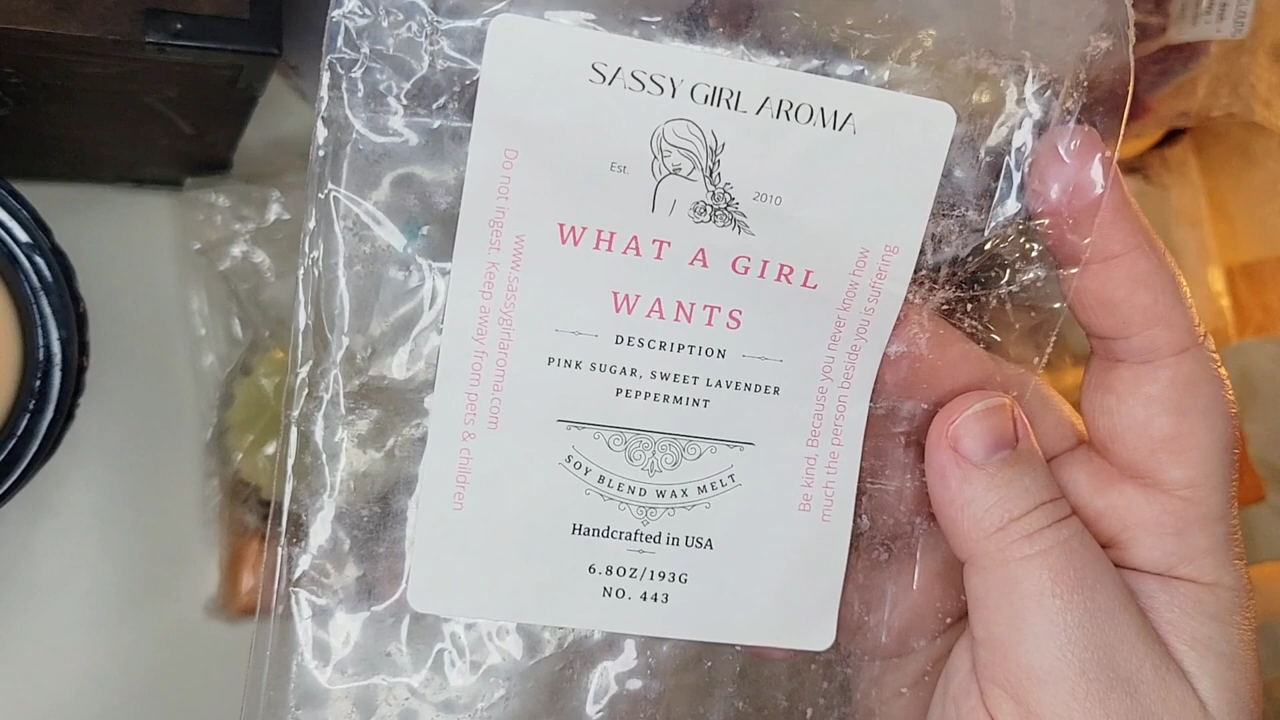 SASSY GIRL AROMA
Est.
2010
WHAT A GIRL
WANTS
DESCRIPTION
PINK SUGAR, SWEET LAVENDER
PEPPERMINT
SOY BLEND WAX MELT
Handcrafted in USA
6.8OZ/193G
NO. 443
www.sassygirlaroma.com
Do not ingest. Keep away from pets & children
Be kind, Because you never know how
much the person beside you is suffering